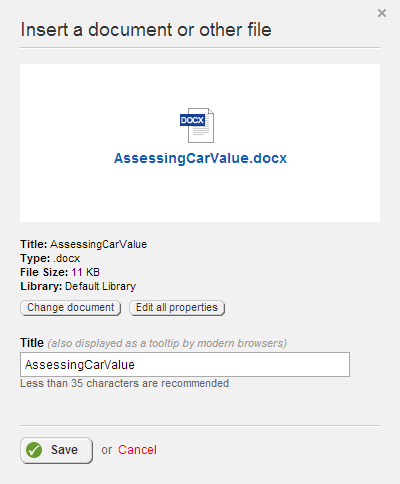 Insert a document or other file
DOCX
AssessingCarValue.docx
Title: AssessingCarValue
Type: .docx
File Size: 11 KB
Library: Default Library
Change document Edit all properties
Title (also displayed as a tooltip by modern browsers)
AssessingCarValue
Less than 35 characters are recommended
Save or Cancel